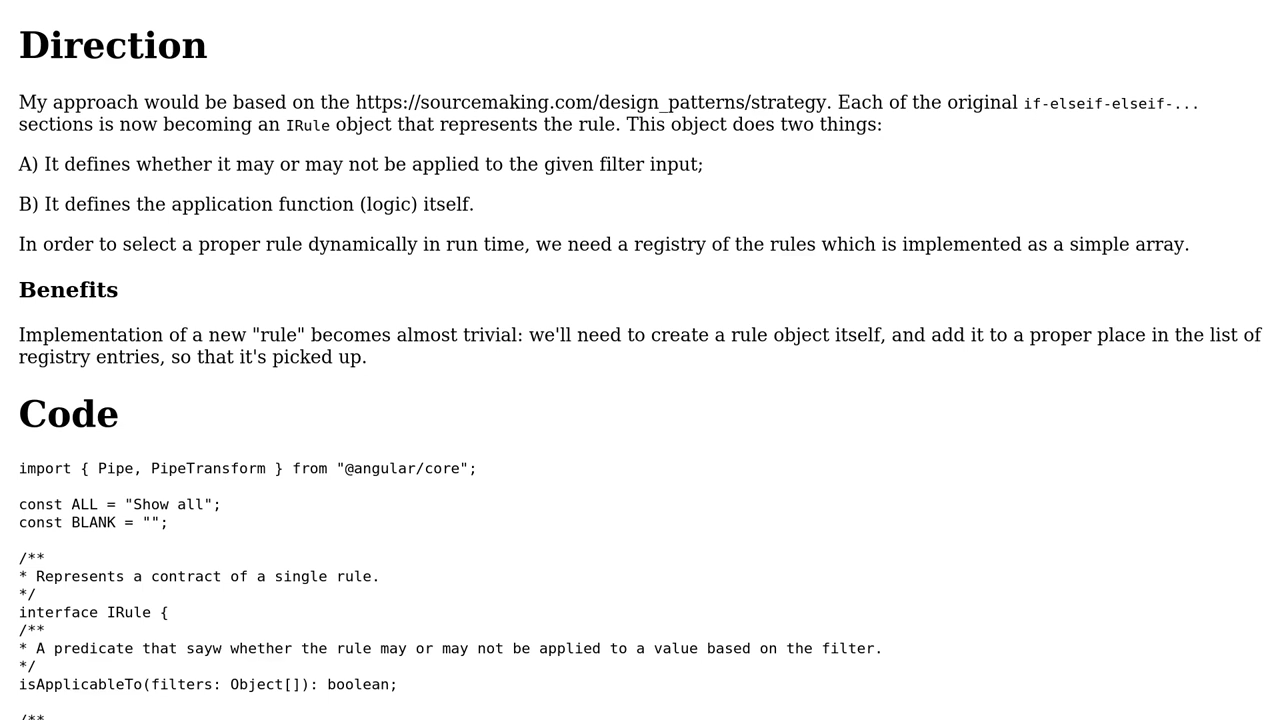 Direction
My approach would be based on the https://sourcemaking.com/design_patterns/strategy. Each of the original if-elseif-elseif-...
sections is now becoming an IRule object that represents the rule. This object does two things:
A) It defines whether it may or may not be applied to the given filter input;
B) It defines the application function (logic) itself.
In order to select a proper rule dynamically in run time, we need a registry of the rules which is implemented as a simple array.
Benefits
Implementation of a new "rule" becomes almost trivial: we'll need to create a rule object itself, and add it to a proper place in the list of
registry entries, so that it's picked up.
Code
import { Pipe, PipeTransform } from "@angular/core";
const ALL = "Show all";
const BLANK = "";
/**
* Represents a contract of a single rule.
*/
interface IRule {
/**
* A predicate that sayw whether the rule may or may not be applied to a value based on the filter.
*/
isApplicableTo(filters: Object[]): boolean;
/**